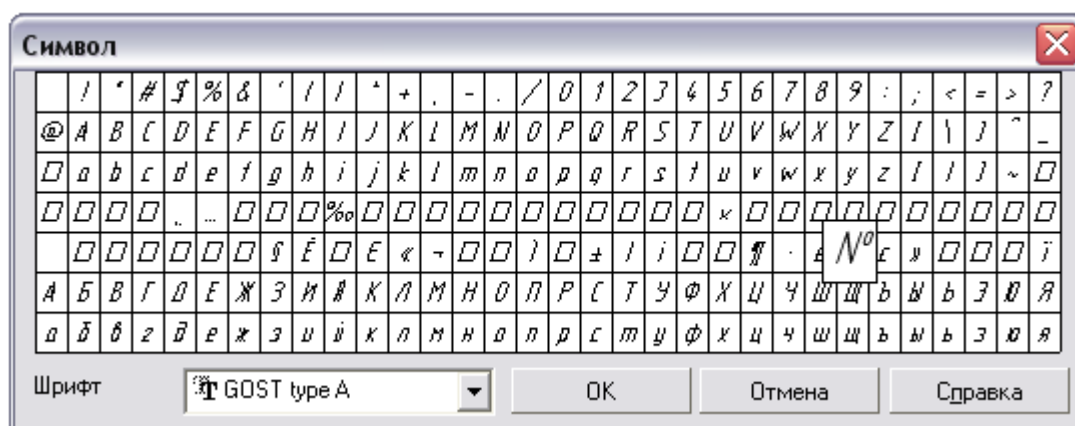 Символ
! " # $ % & ' ( ) * + , - . / 0 1 2 3 4 5 6 7 8 9 : ; < = > ?
@ A B C D E F G H I J K L M N O P Q R S T U V W X Y Z [ \ ] ^ _
a b c d e f g h i j k l m n o p q r s t u v w x y z { | } ~
„ … ‰ ×
§ Ё Є « ¬ ± І і ¶ · ё № є » ї
А Б В Г Д Е Ж З И Й К Л М Н О П Р С Т У Ф Х Ц Ч Ш Щ Ъ Ы Ь Э Ю Я
а б в г д е ж з и й к л м н о п р с т у ф х ц ч ш щ ъ ы ь э ю я
Шрифт GOST type A OK Отмена Справка